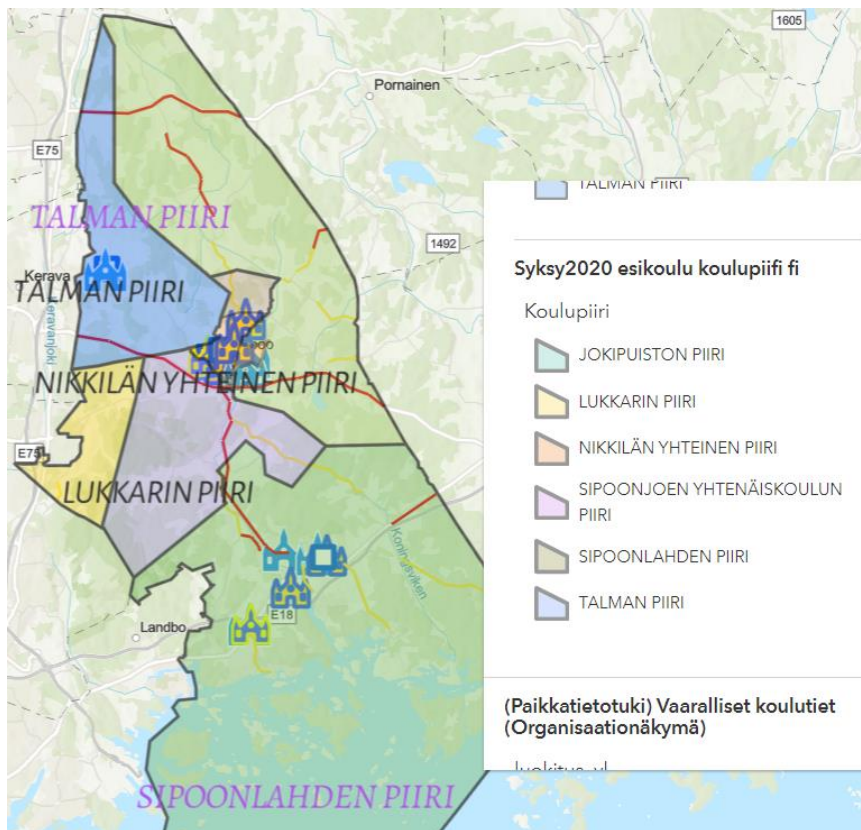 1605
Pornainen
E75
TALMAN PIIRI
TALMAN PIIRI
1492
Syksy2020 esikoulu koulupiifi fi
Kerava
Koulupiiri
TALMAN PIIRI
Keravanjoki
JOKIPUISTON PIIRI
NIKKILÄN YHTEINEN PIIRI
LUKKARIN PIIRI
E75
NIKKILÄN YHTEINEN PIIRI
LUKKARIN PIIRI
SIPOONJOEN YHTENÄISKOULUN
PIIRI
SIPOONLAHDEN PIIRI
E18
TALMAN PIIRI
Landbo
(Paikkatietotuki) Vaaralliset koulutiet
(Organisaationäkymä)
SIPOONLAHDEN PIIRI